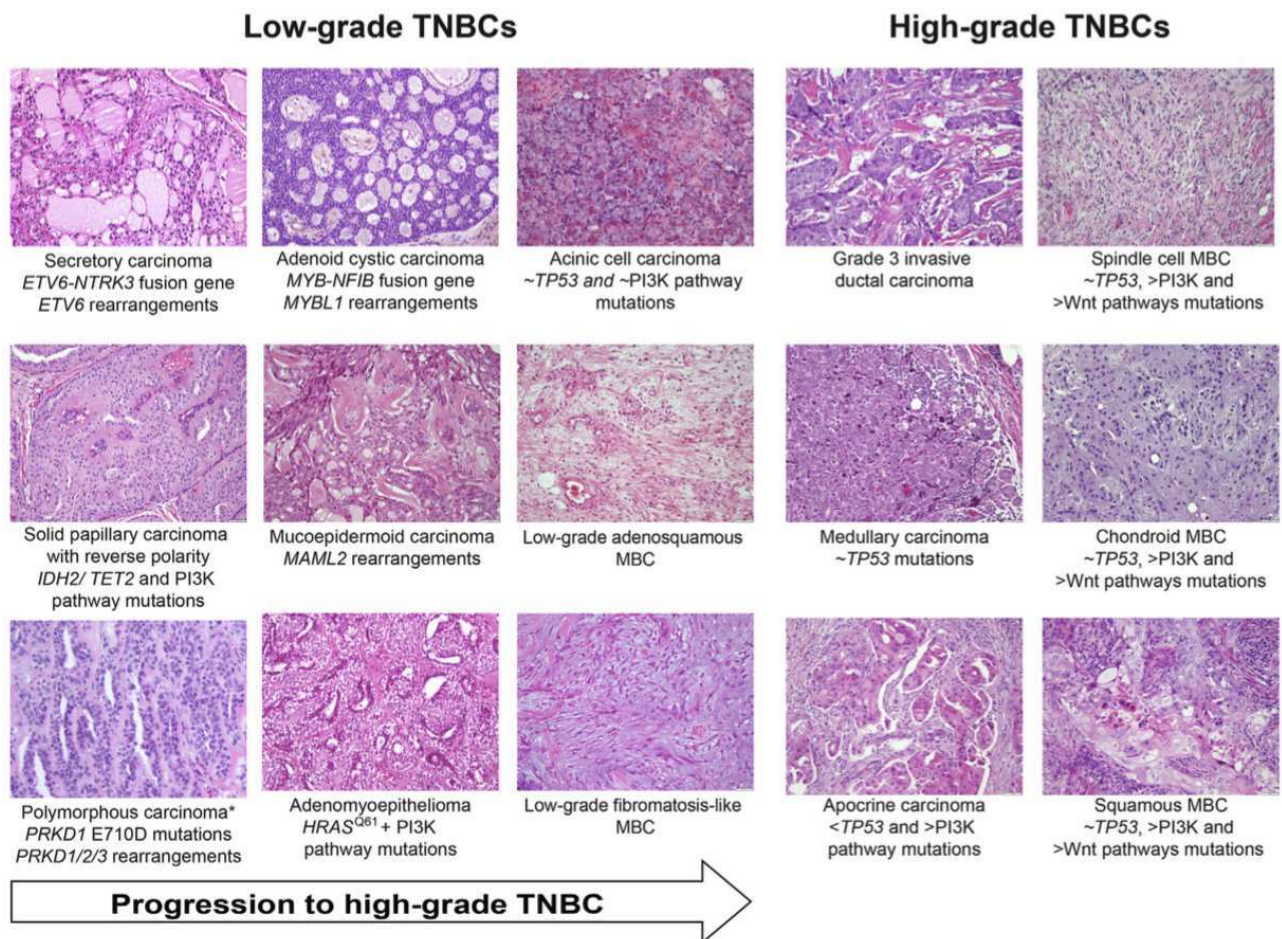 Low-grade TNBCs
High-grade TNBCs
Secretory carcinoma
ETV6-NTRK3 fusion gene
ETV6 rearrangements
Adenoid cystic carcinoma
MYB-NFIB fusion gene
MYBL1 rearrangements
Acinic cell carcinoma
~TP53 and ~PI3K pathway
mutations
Grade 3 invasive
ductal carcinoma
Spindle cell MBC
~TP53, >PI3K and
>Wnt pathways mutations
Solid papillary carcinoma
with reverse polarity
IDH2/ TET2 and PI3K
pathway mutations
Mucoepidermoid carcinoma
MAML2 rearrangements
Low-grade adenosquamous
MBC
Medullary carcinoma
~TP53 mutations
Chondroid MBC
~TP53, >PI3K and
>Wnt pathways mutations
Polymorphous carcinoma*
PRKD1 E710D mutations
PRKD1/2/3 rearrangements
Adenomyoepithelioma
HRAS^Q61 + PI3K
pathway mutations
Low-grade fibromatosis-like
MBC
Apocrine carcinoma
<TP53 and >PI3K
pathway mutations
Squamous MBC
~TP53, >PI3K and
>Wnt pathways mutations
Progression to high-grade TNBC